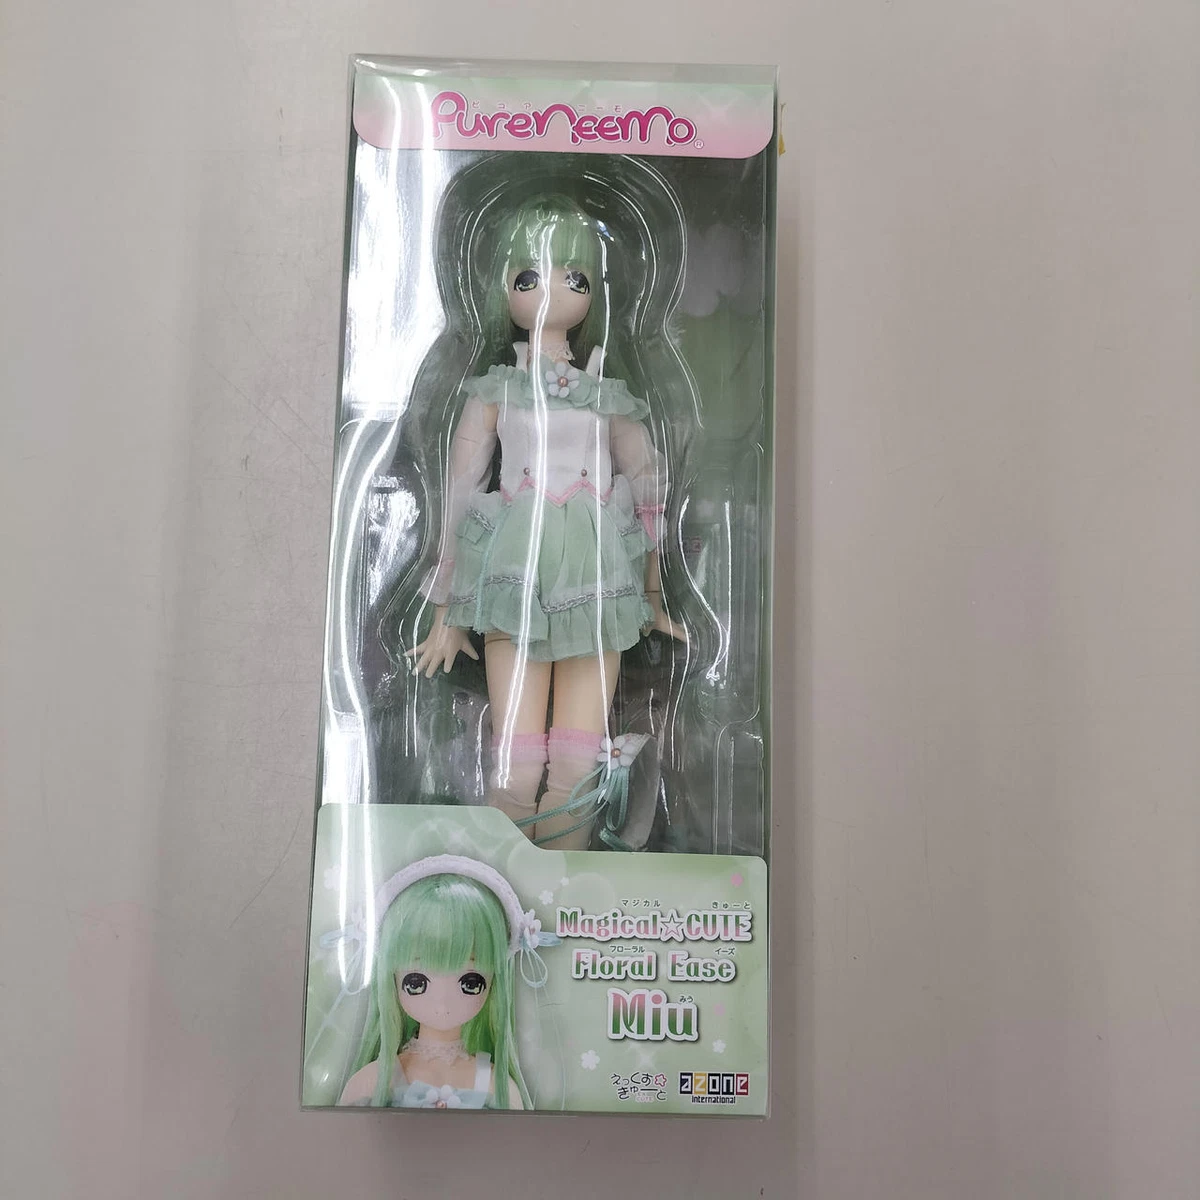 ピュア ニーモ
PureNeemo®
マジカル きゅーと
Magical☆CUTE
フローラル イーズ
Floral Ease
みう
Miu
えっくす☆
きゅーと
azone
international